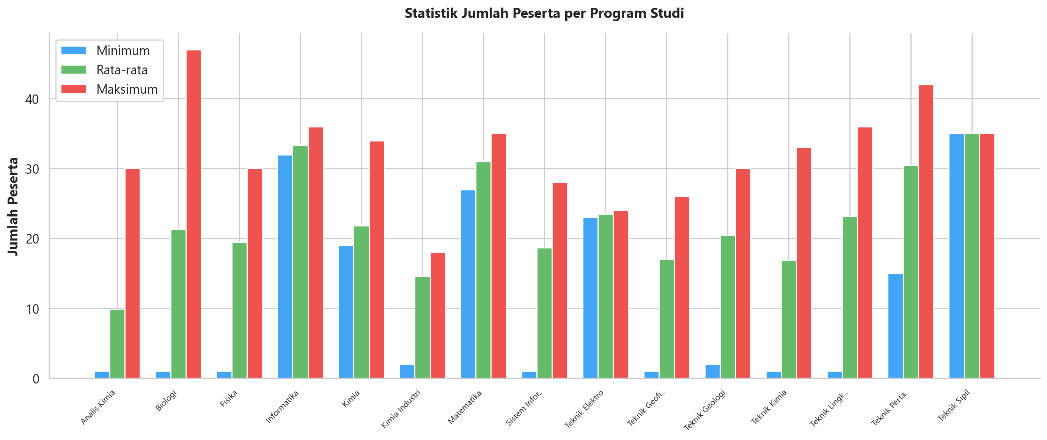 Statistik Jumlah Peserta per Program Studi
Minimum
Rata-rata
Maksimum
Jumlah Peserta
40
30
20
10
0
Analis Kimia
Biologi
Fisika
Informatika
Kimia
Kimia Industri
Matematika
Sistem Infor..
Teknik Elektro
Teknik Geofi..
Teknik Geologi
Teknik Kimia
Teknik Lingk..
Teknik Perta..
Teknik Sipil